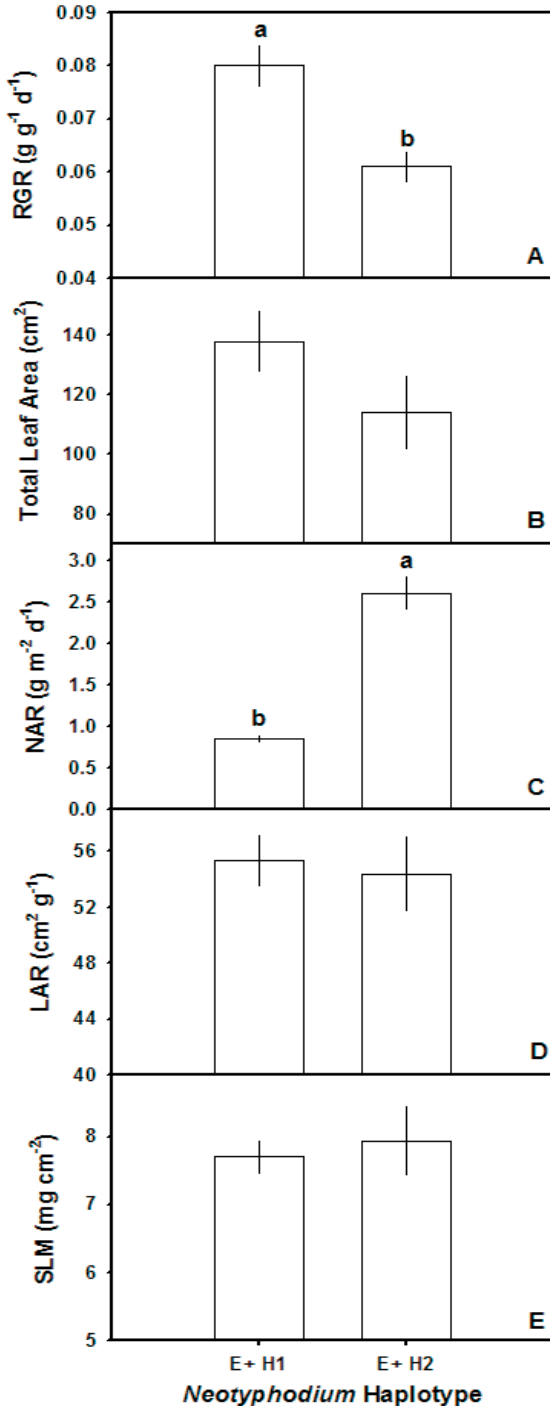 0.09
a
0.08
0.07
b
0.06
0.05
A
0.04
RGR (g g⁻¹ d⁻¹)
140
120
100
80
B
Total Leaf Area (cm²)
3.0
a
2.5
2.0
1.5
b
1.0
0.5
C
0.0
NAR (g m⁻² d⁻¹)
56
52
48
44
D
40
LAR (cm² g⁻¹)
8
7
6
E
5
SLM (mg cm⁻²)
E+ H1 E+ H2
Neotyphodium Haplotype